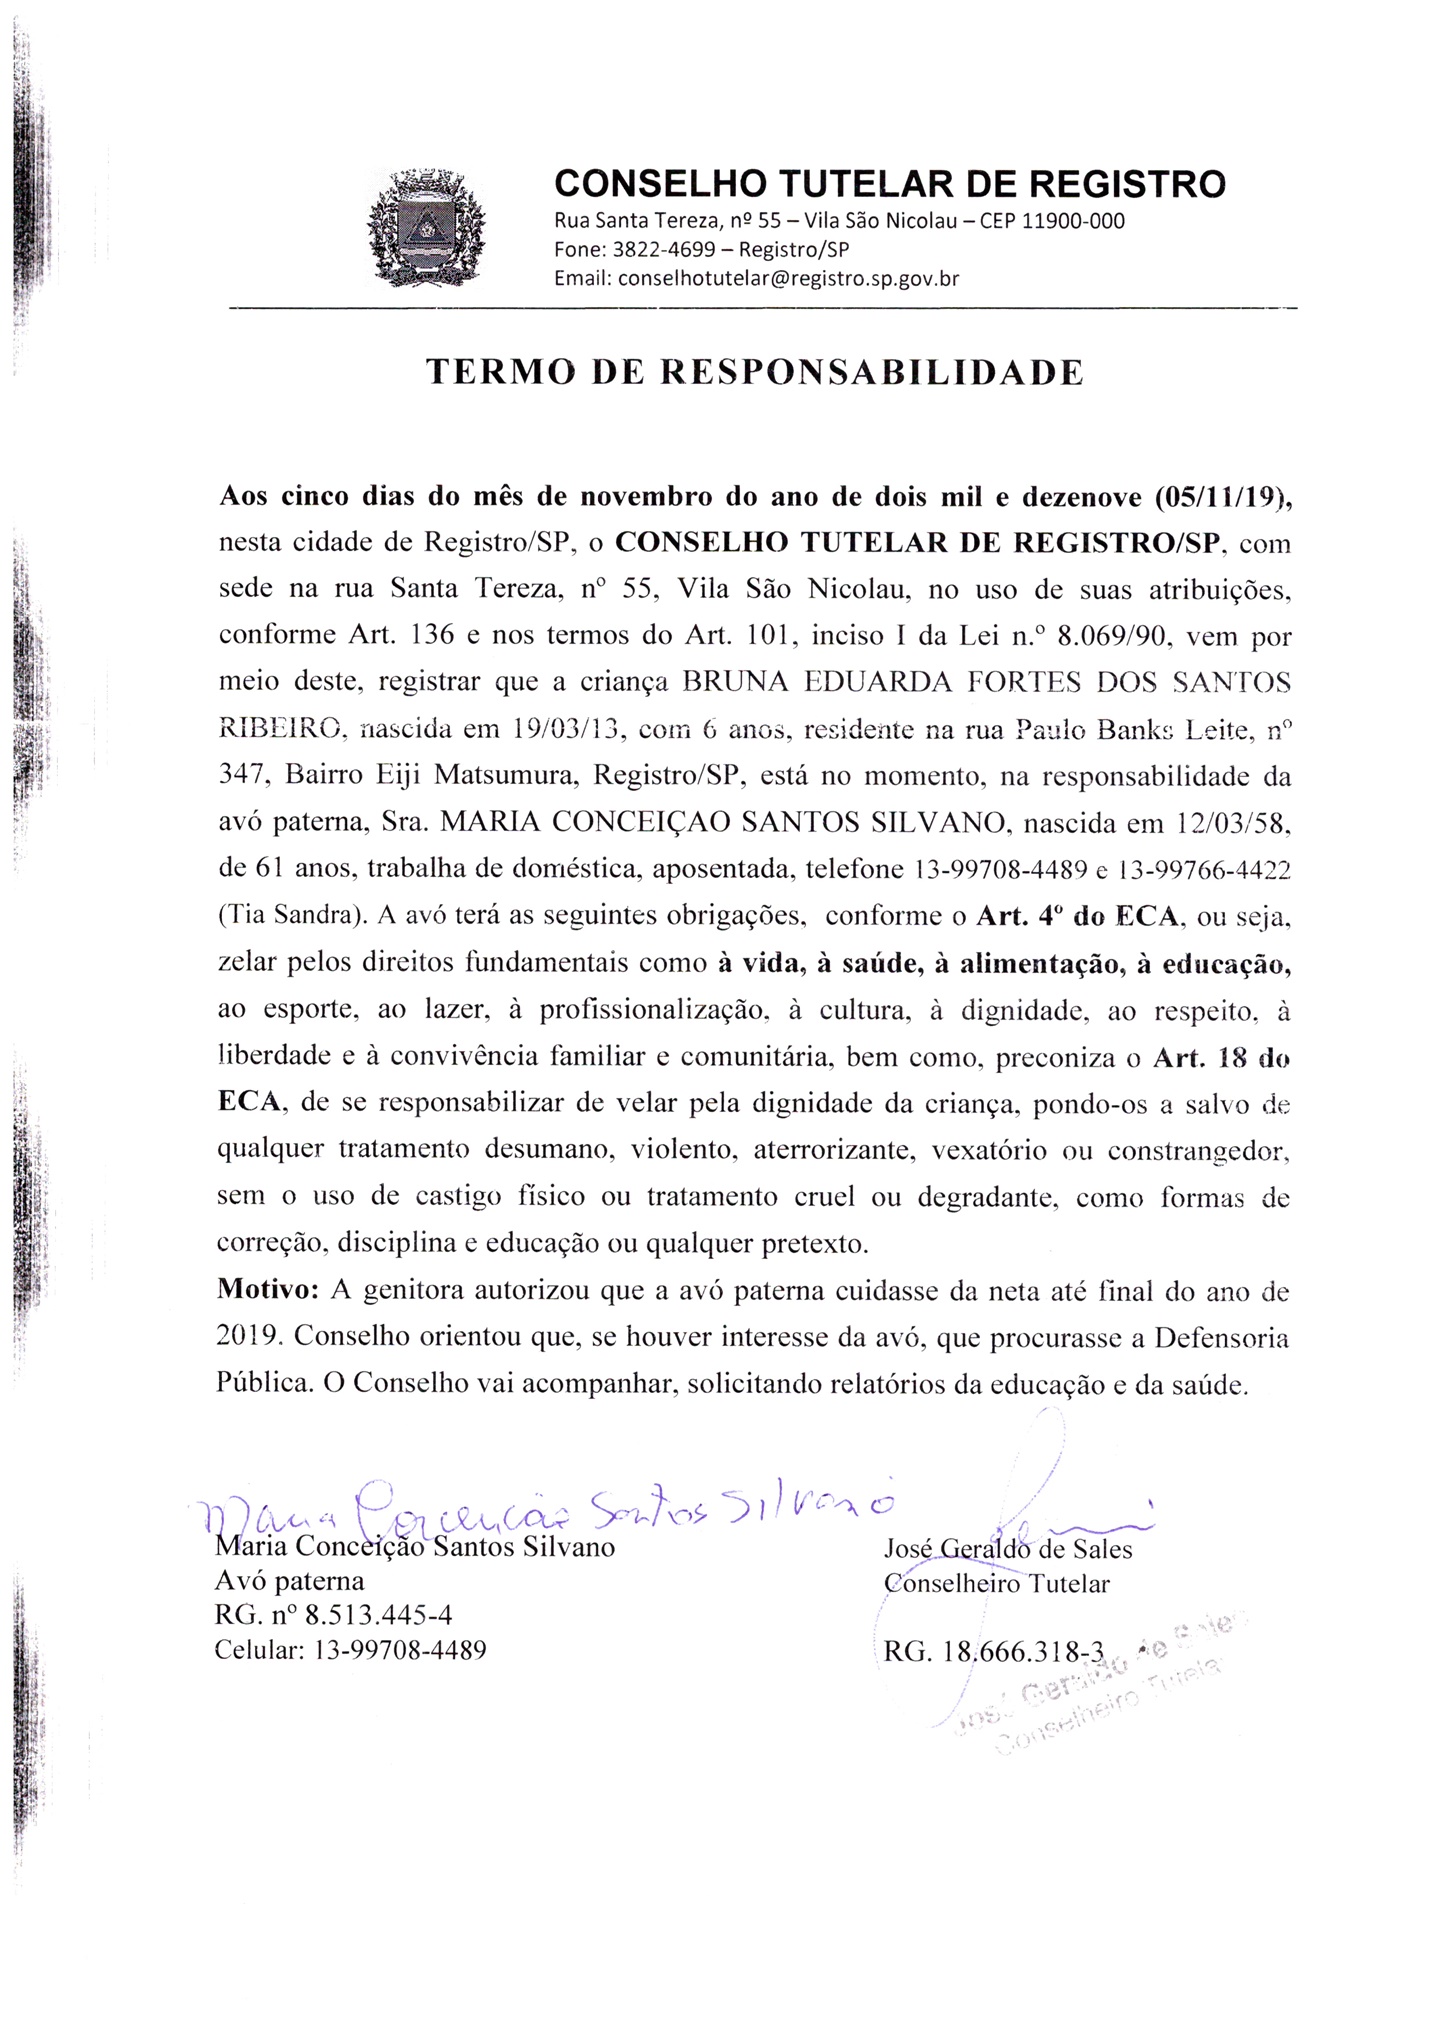 CONSELHO TUTELAR DE REGISTRO
Rua Santa Tereza, nº 55 – Vila São Nicolau – CEP 11900-000
Fone: 3822-4699 – Registro/SP
Email: conselhotutelar@registro.sp.gov.br
TERMO DE RESPONSABILIDADE
Aos cinco dias do mês de novembro do ano de dois mil e dezenove (05/11/19),
nesta cidade de Registro/SP, o CONSELHO TUTELAR DE REGISTRO/SP, com
sede na rua Santa Tereza, nº 55, Vila São Nicolau, no uso de suas atribuições,
conforme Art. 136 e nos termos do Art. 101, inciso I da Lei n.º 8.069/90, vem por
meio deste, registrar que a criança BRUNA EDUARDA FORTES DOS SANTOS
RIBEIRO, nascida em 19/03/13, com 6 anos, residente na rua Paulo Banks Leite, nº
347, Bairro Eiji Matsumura, Registro/SP, está no momento, na responsabilidade da
avó paterna, Sra. MARIA CONCEIÇAO SANTOS SILVANO, nascida em 12/03/58,
de 61 anos, trabalha de doméstica, aposentada, telefone 13-99708-4489 e 13-99766-4422
(Tia Sandra). A avó terá as seguintes obrigações, conforme o Art. 4º do ECA, ou seja,
zelar pelos direitos fundamentais como à vida, à saúde, à alimentação, à educação,
ao esporte, ao lazer, à profissionalização, à cultura, à dignidade, ao respeito, à
liberdade e à convivência familiar e comunitária, bem como, preconiza o Art. 18 do
ECA, de se responsabilizar de velar pela dignidade da criança, pondo-os a salvo de
qualquer tratamento desumano, violento, aterrorizante, vexatório ou constrangedor,
sem o uso de castigo físico ou tratamento cruel ou degradante, como formas de
correção, disciplina e educação ou qualquer pretexto.
Motivo: A genitora autorizou que a avó paterna cuidasse da neta até final do ano de
2019. Conselho orientou que, se houver interesse da avó, que procurasse a Defensoria
Pública. O Conselho vai acompanhar, solicitando relatórios da educação e da saúde.
Maria Conceição Santos Silvano
Maria Conceição Santos Silvano
Avó paterna
RG. nº 8.513.445-4
Celular: 13-99708-4489
José Geraldo de Sales
Conselheiro Tutelar
RG. 18.666.318-3
José Geraldo de Sales
Conselheiro Tutelar